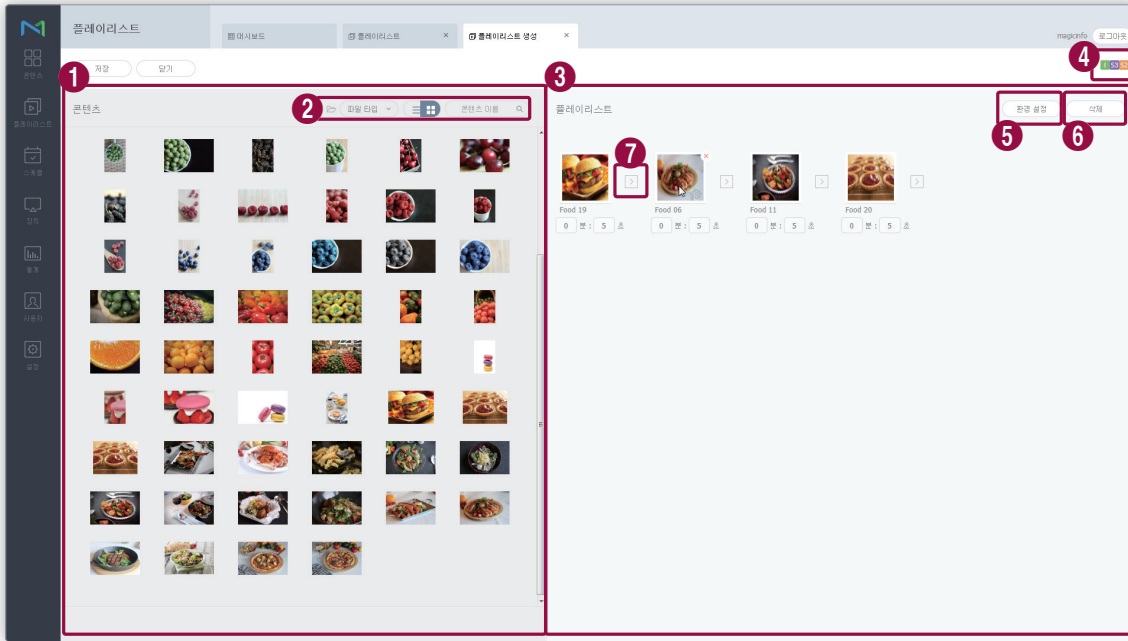 플레이리스트
대시보드
플레이리스트 ×
플레이리스트 생성 ×
magicinfo 로그아웃
콘텐츠
플레이리스트
스케줄
장치
통계
사용자
설정
저장 닫기
1
3
4
I S3 S2
콘텐츠
2
파일 타입
콘텐츠 이름
플레이리스트
환경 설정 삭제
5 6
7
Food 19 Food 06 Food 11 Food 20
0 분 : 5 초 0 분 : 5 초 0 분 : 5 초 0 분 : 5 초